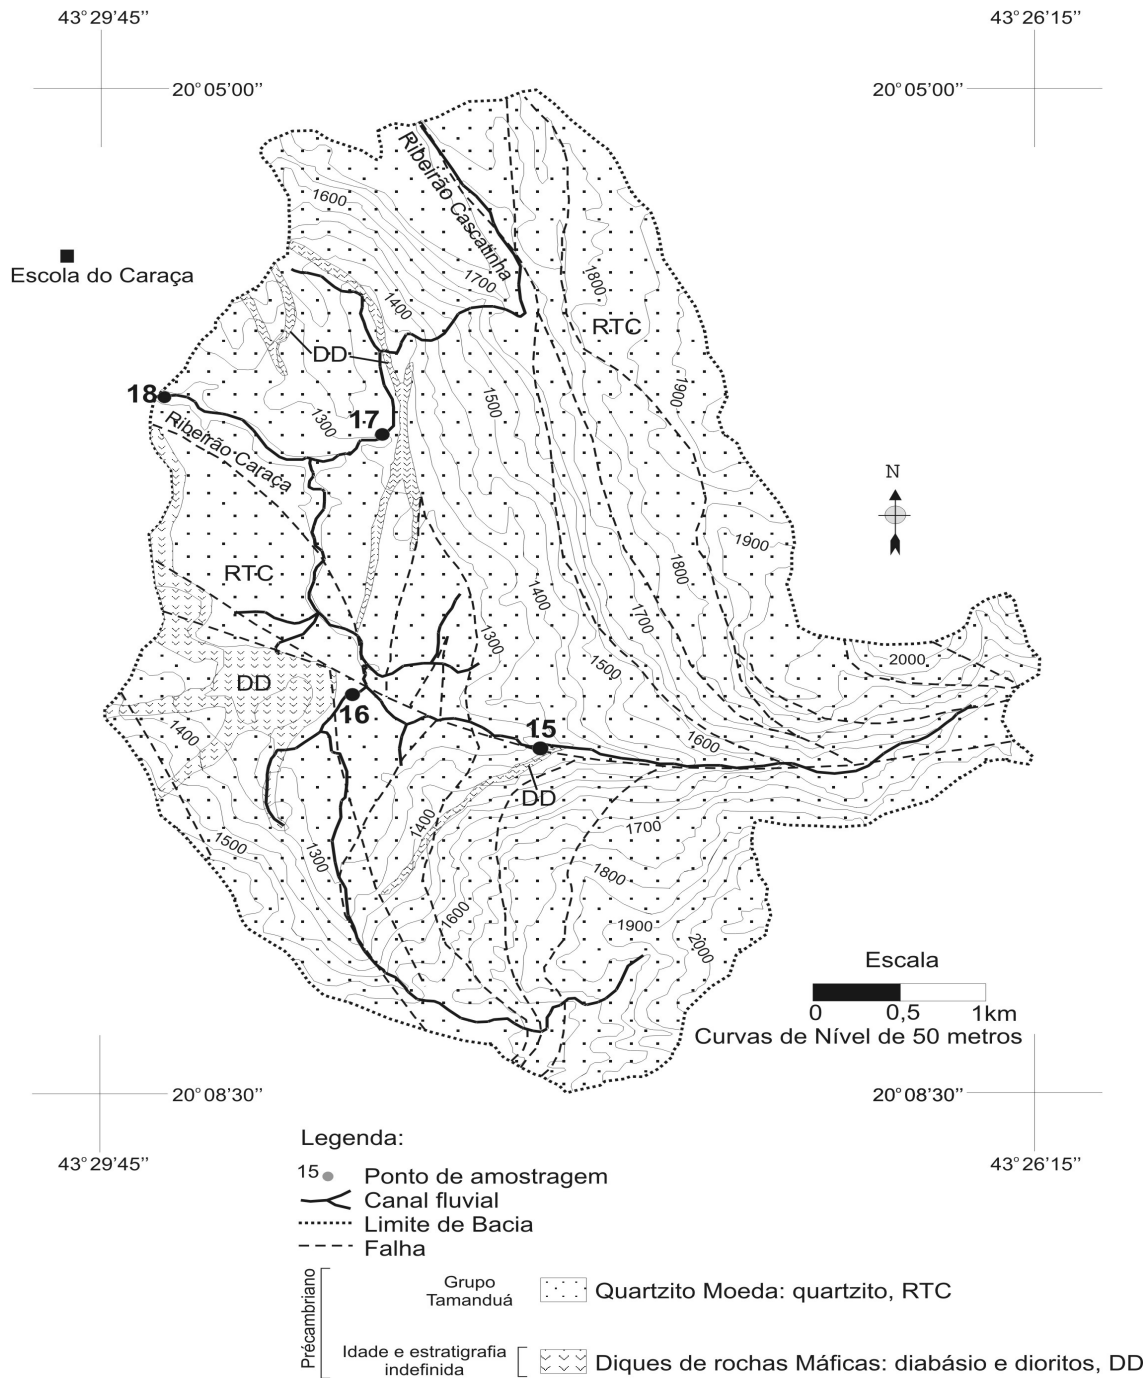 43°29'45''
43°26'15''
20°05'00''
20°05'00''
Ribeirão Cascatinha
1600
1700
1800
1400
Escola do Caraça
RTC
DD
1900
18
1300
17
1500
Ribeirão Caraça
N
1900
RTC
1800
1400
1700
1300
2000
1500
DD
16
15
1400
1600
DD
1400
1700
1500
1300
1800
1600
1900
2000
Escala
0 0,5 1km
Curvas de Nível de 50 metros
20°08'30''
20°08'30''
43°29'45''
43°26'15''
Legenda:
15 Ponto de amostragem
Canal fluvial
Limite de Bacia
Falha
Précambriano
Grupo
Tamanduá
Quartzito Moeda: quartzito, RTC
Idade e estratigrafia
indefinida
Diques de rochas Máficas: diabásio e dioritos, DD